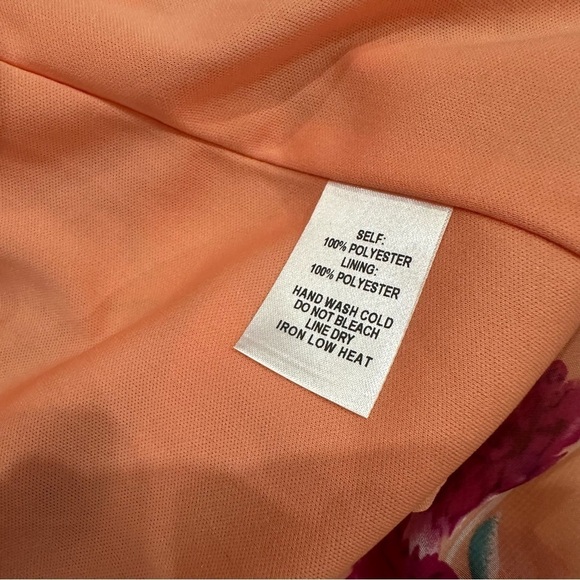 SELF:
100% POLYESTER
LINING:
100% POLYESTER
HAND WASH COLD
DO NOT BLEACH
LINE DRY
IRON LOW HEAT